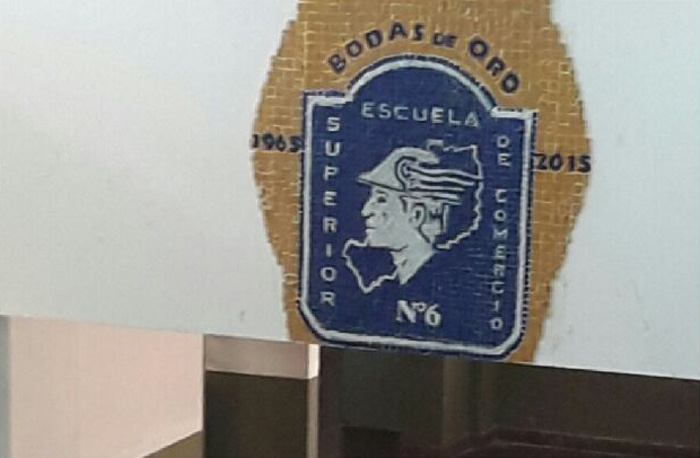 BODAS DE ORO
ESCUELA
SUPERIOR
DE COMERCIO
1965
2015
Nº6